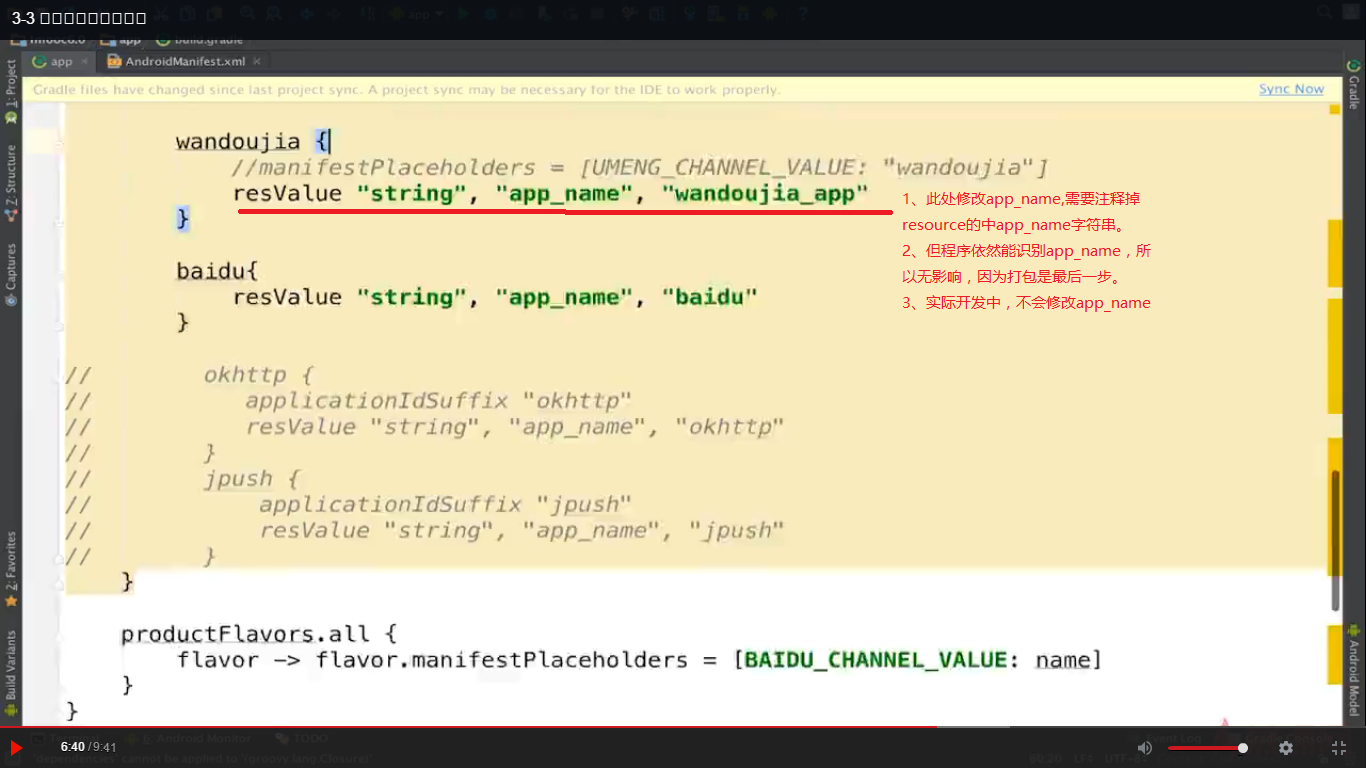 3-3
app
build.gradle
app
AndroidManifest.xml
Gradle files have changed since last project sync. A project sync may be necessary for the IDE to work properly.
Sync Now
1: Project
Z: Structure
Captures
2: Favorites
Build Variants
Gradle
Android Model
wandoujia {
//manifestPlaceholders = [UMENG_CHANNEL_VALUE: "wandoujia"]
resValue "string", "app_name", "wandoujia_app"
}
baidu{
resValue "string", "app_name", "baidu"
}
// okhttp {
// applicationIdSuffix "okhttp"
// resValue "string", "app_name", "okhttp"
// }
// jpush {
// applicationIdSuffix "jpush"
// resValue "string", "app_name", "jpush"
// }
}
productFlavors.all {
flavor -> flavor.manifestPlaceholders = [BAIDU_CHANNEL_VALUE: name]
}
}
1、此处修改app_name,需要注释掉
resource的中app_name字符串。
2、但程序依然能识别app_name，所
以无影响，因为打包是最后一步。
3、实际开发中，不会修改app_name
Terminal
6: Android Monitor
TODO
Event Log
Gradle Console
6:40 / 9:41